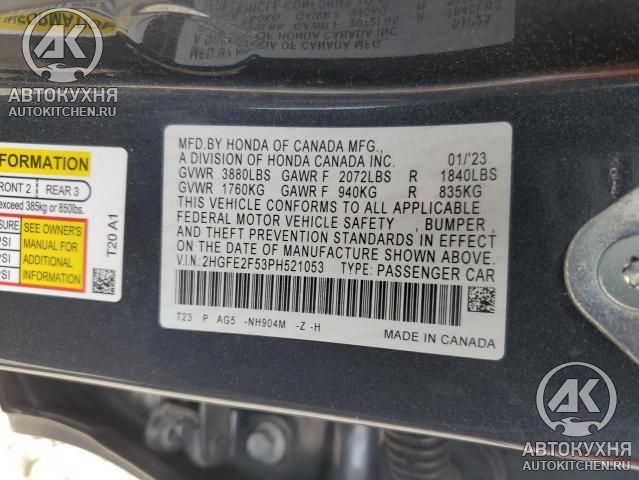 АВТОКУХНЯ
AUTOKITCHEN.RU
АВТОКУХНЯ
AUTOKITCHEN.RU
MFD.BY HONDA OF CANADA MFG.,
A DIVISION OF HONDA CANADA INC. 01/'23
GVWR 3880LBS GAWR F 2072LBS R 1840LBS
GVWR 1760KG GAWR F 940KG R 835KG
THIS VEHICLE CONFORMS TO ALL APPLICABLE
FEDERAL MOTOR VEHICLE SAFETY , BUMPER ,
AND THEFT PREVENTION STANDARDS IN EFFECT
ON THE DATE OF MANUFACTURE SHOWN ABOVE.
V.I.N:2HGFE2F53PH521053 TYPE: PASSENGER CAR
T23 P AG5 -NH904M -Z -H
MADE IN CANADA
FORMATION
RONT 2 REAR 3
exceed 385kg or 850lbs.
SURE SEE OWNER'S
PSI MANUAL FOR
PSI ADDITIONAL
PSI INFORMATION
T20 A1
АК
АВТОКУХНЯ
AUTOKITCHEN.RU